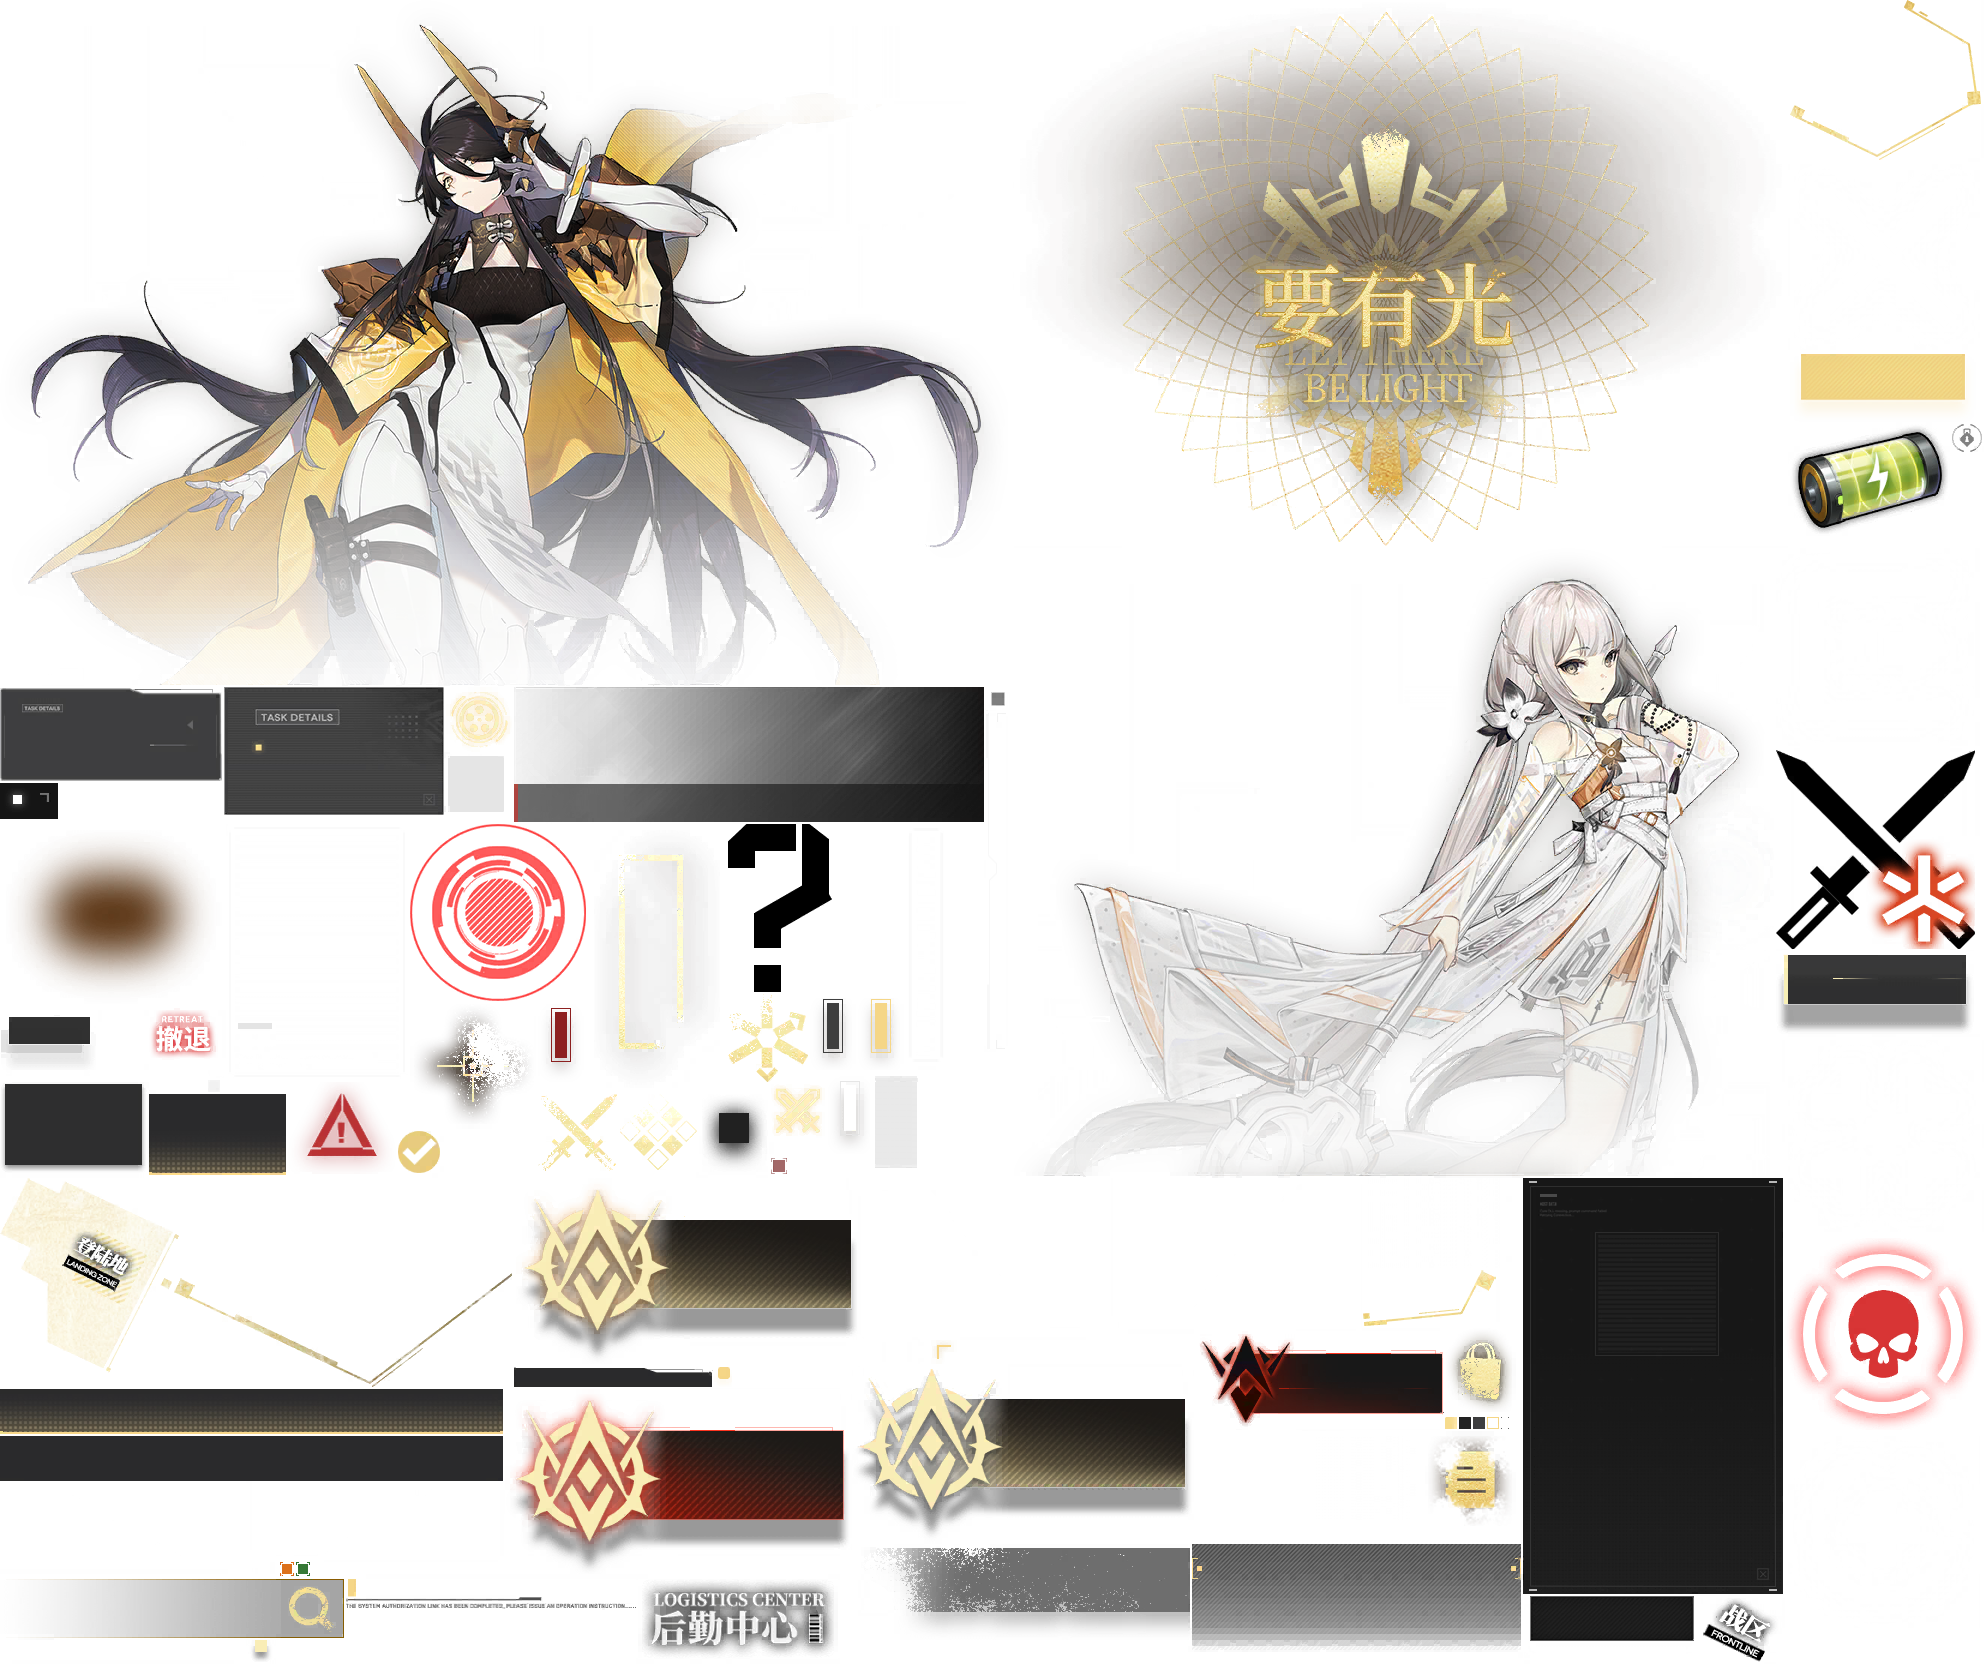 要有光
LET THERE
BE LIGHT
TASK DETAILS
TASK DETAILS
RETREAT
撤退
登陆地
LANDING ZONE
THE SYSTEM AUTHORIZATION LINK HAS BEEN COMPLETED, PLEASE ISSUE AN OPERATION INSTRUCTION......
LOGISTICS CENTER
后勤中心
战区
FRONTLINE